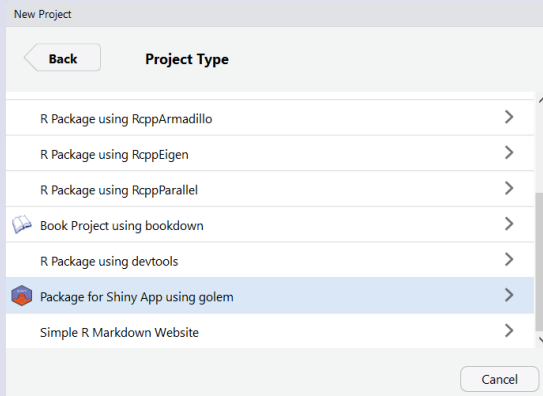 New Project
Back
Project Type
R Package using RcppArmadillo
R Package using RcppEigen
R Package using RcppParallel
Book Project using bookdown
R Package using devtools
Package for Shiny App using golem
Simple R Markdown Website
Cancel